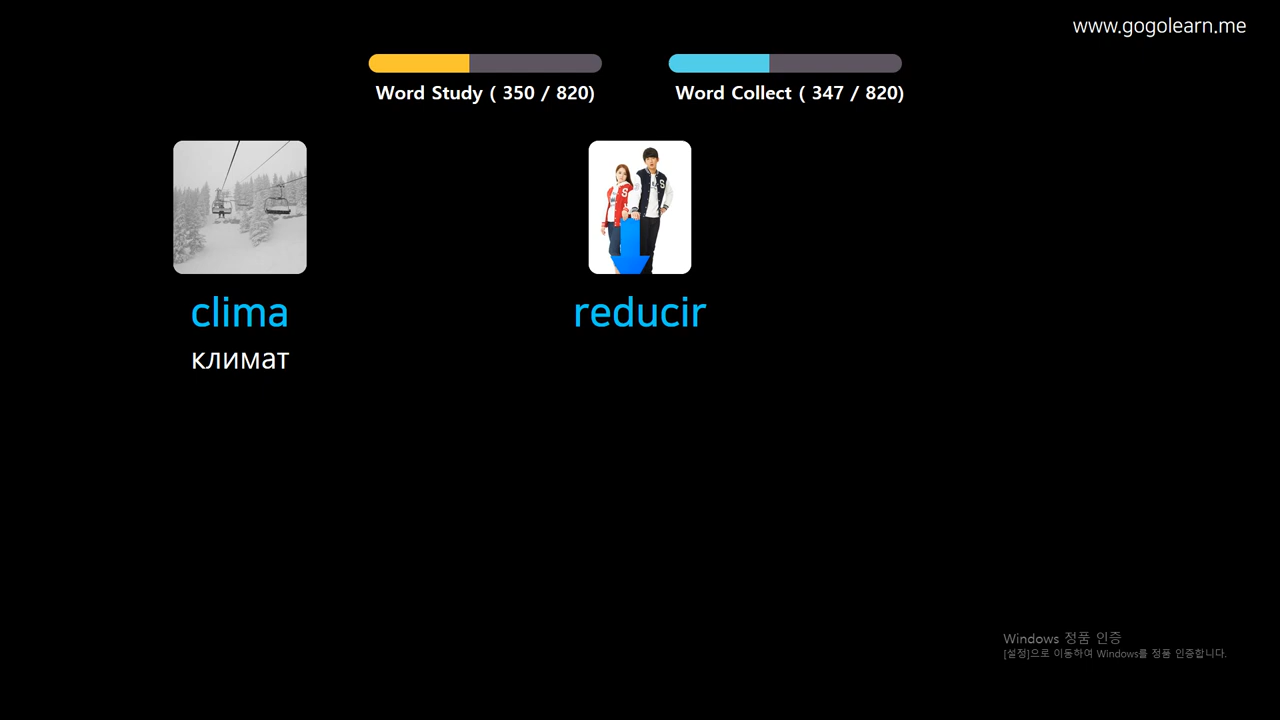 www.gogolearn.me
Word Study ( 350 / 820)
Word Collect ( 347 / 820)
S
S
clima
reducir
климат
Windows 정품 인증
[설정]으로 이동하여 Windows를 정품 인증합니다.